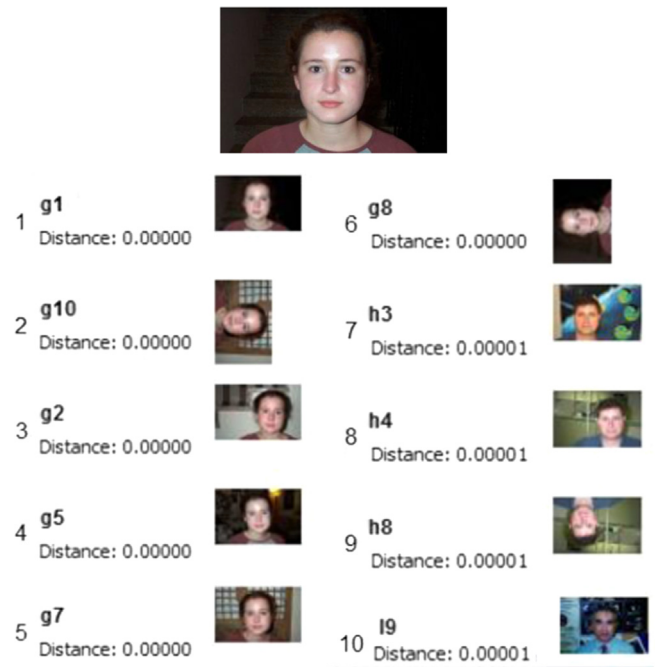 1 g1
Distance: 0.00000
2 g10
Distance: 0.00000
3 g2
Distance: 0.00000
4 g5
Distance: 0.00000
5 g7
Distance: 0.00000
6 g8
Distance: 0.00000
7 h3
Distance: 0.00001
8 h4
Distance: 0.00001
9 h8
Distance: 0.00001
10 l9
Distance: 0.00001